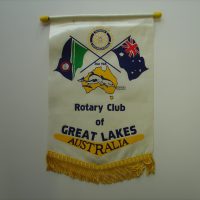 Rotary Club
of
GREAT LAKES
AUSTRALIA